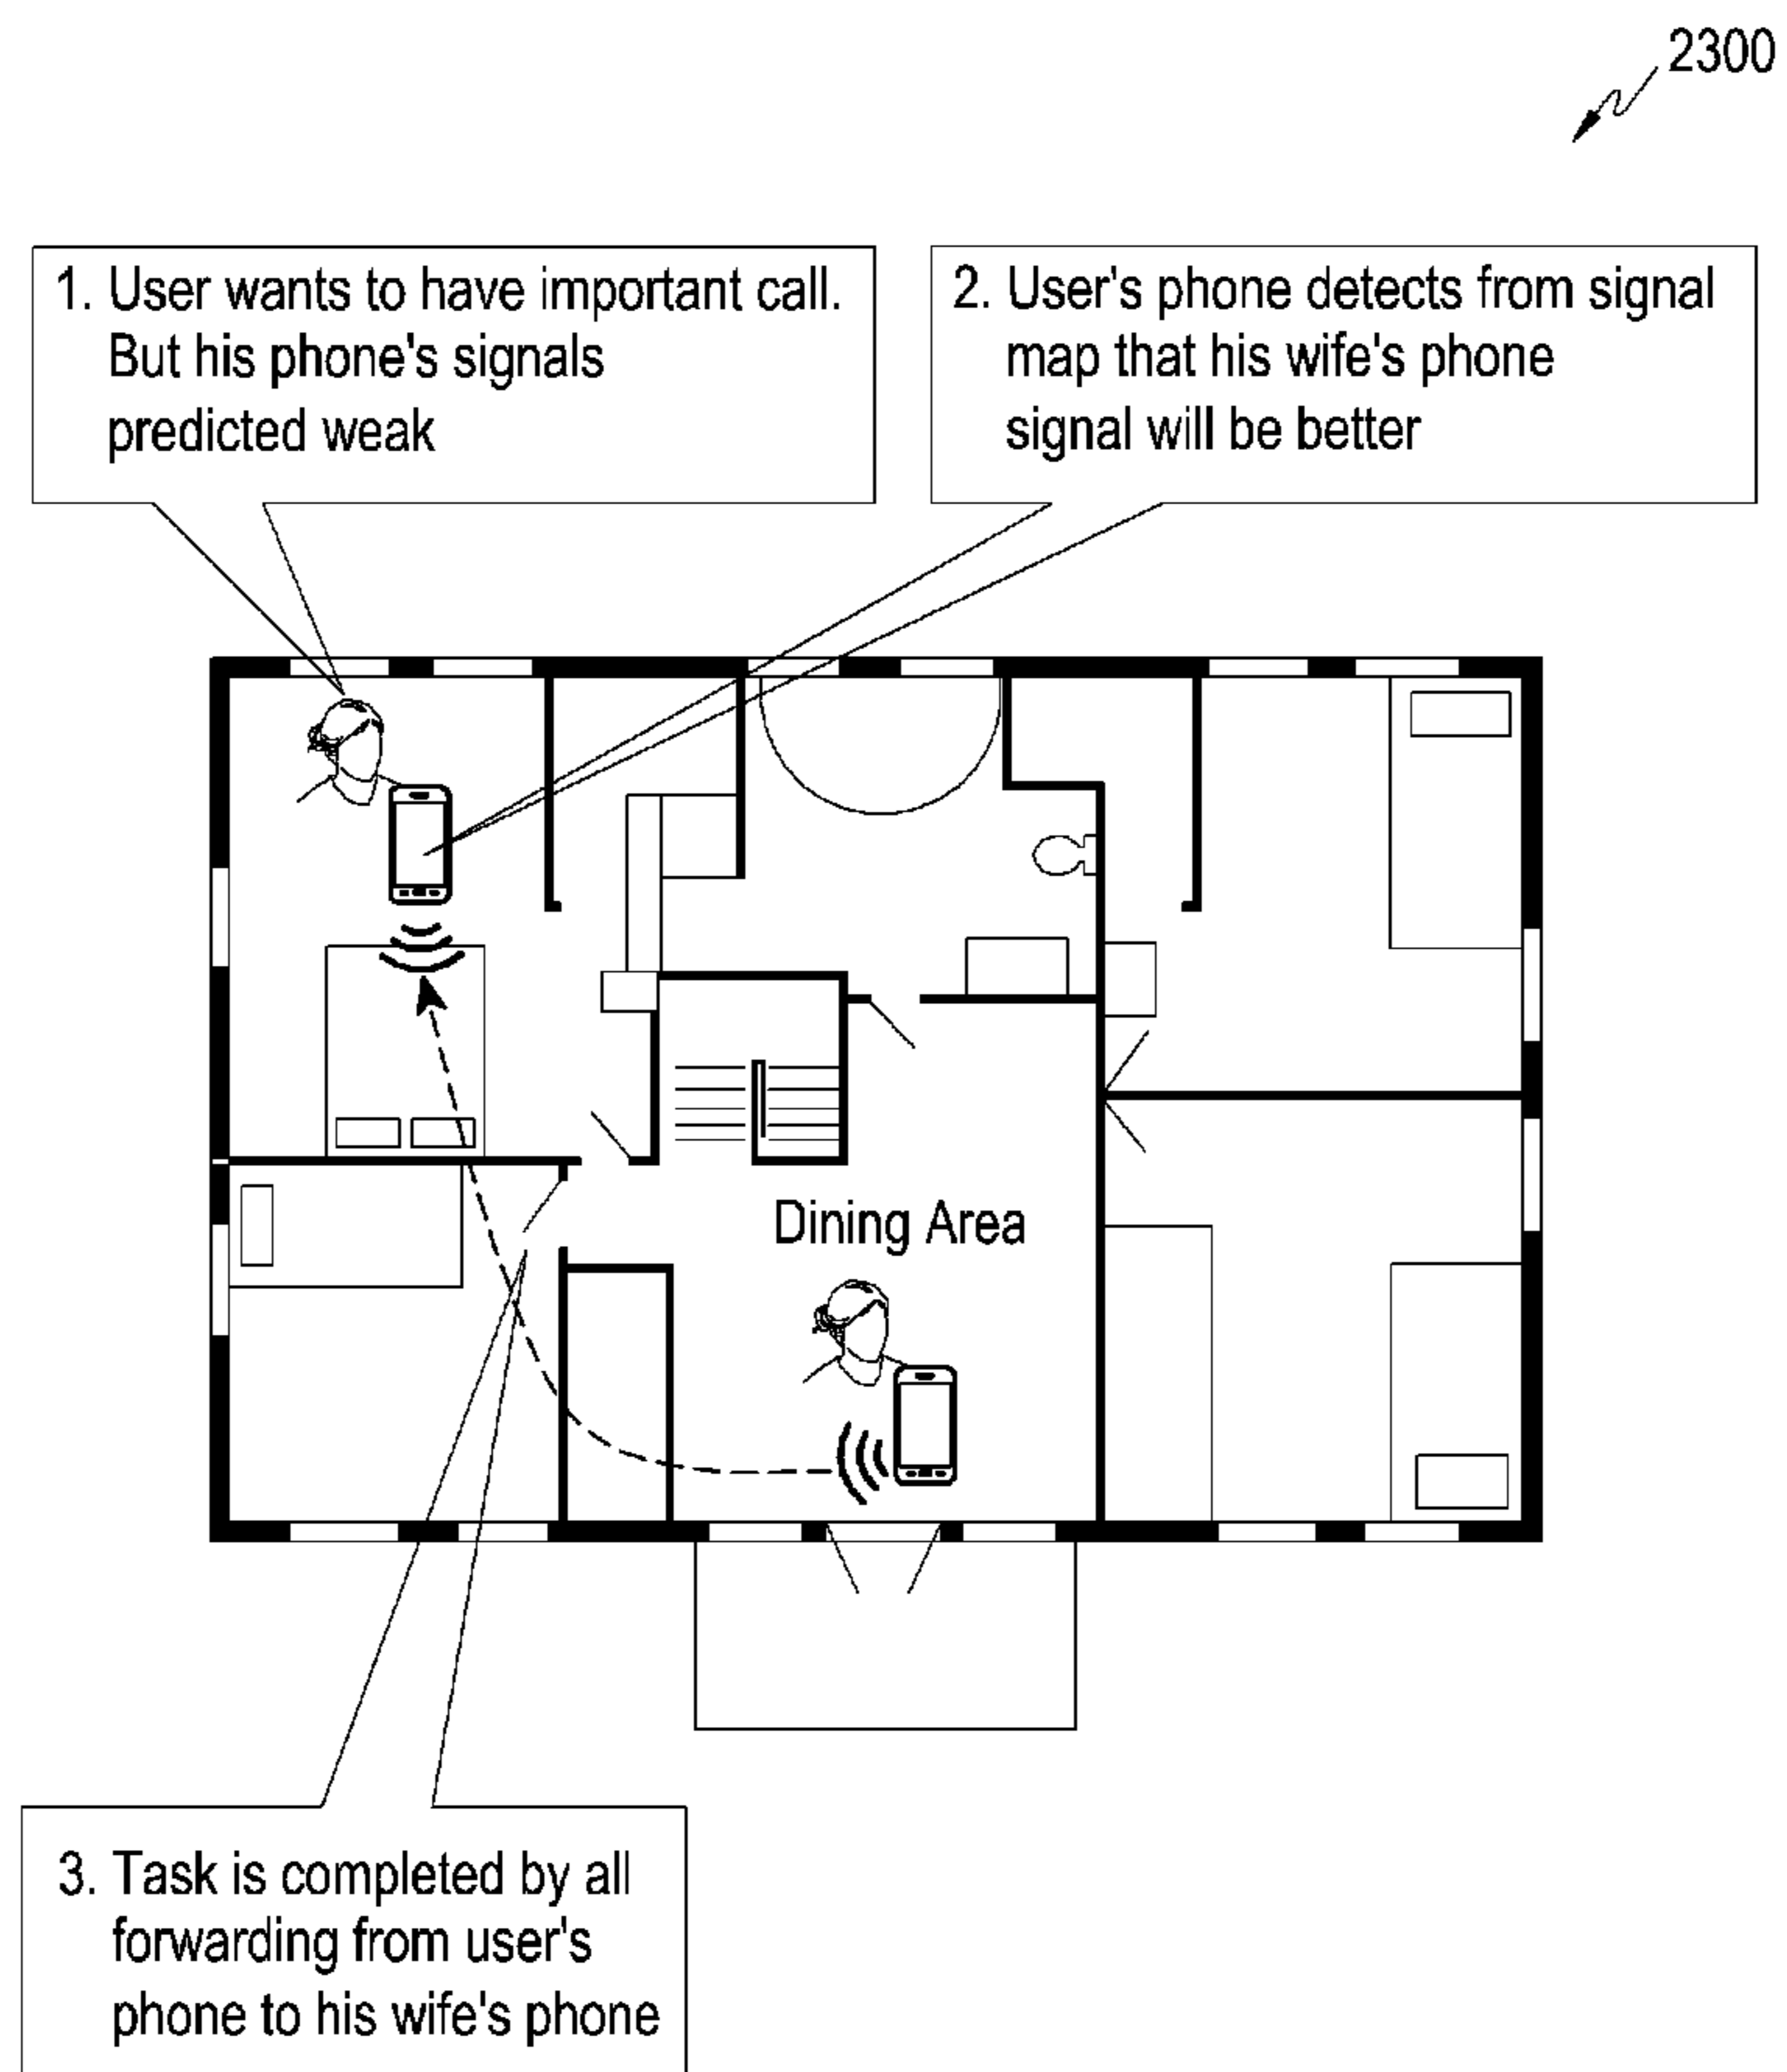 2300
1. User wants to have important call.
But his phone's signals
predicted weak
2. User's phone detects from signal
map that his wife's phone
signal will be better
Dining Area
3. Task is completed by all
forwarding from user's
phone to his wife's phone